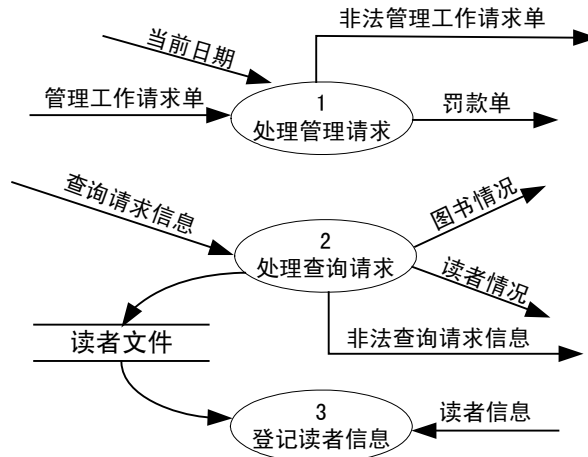 非法管理工作请求单
当前日期
管理工作请求单
1
处理管理请求
罚款单
查询请求信息
2
处理查询请求
图书情况
读者情况
读者文件
非法查询请求信息
3
登记读者信息
读者信息